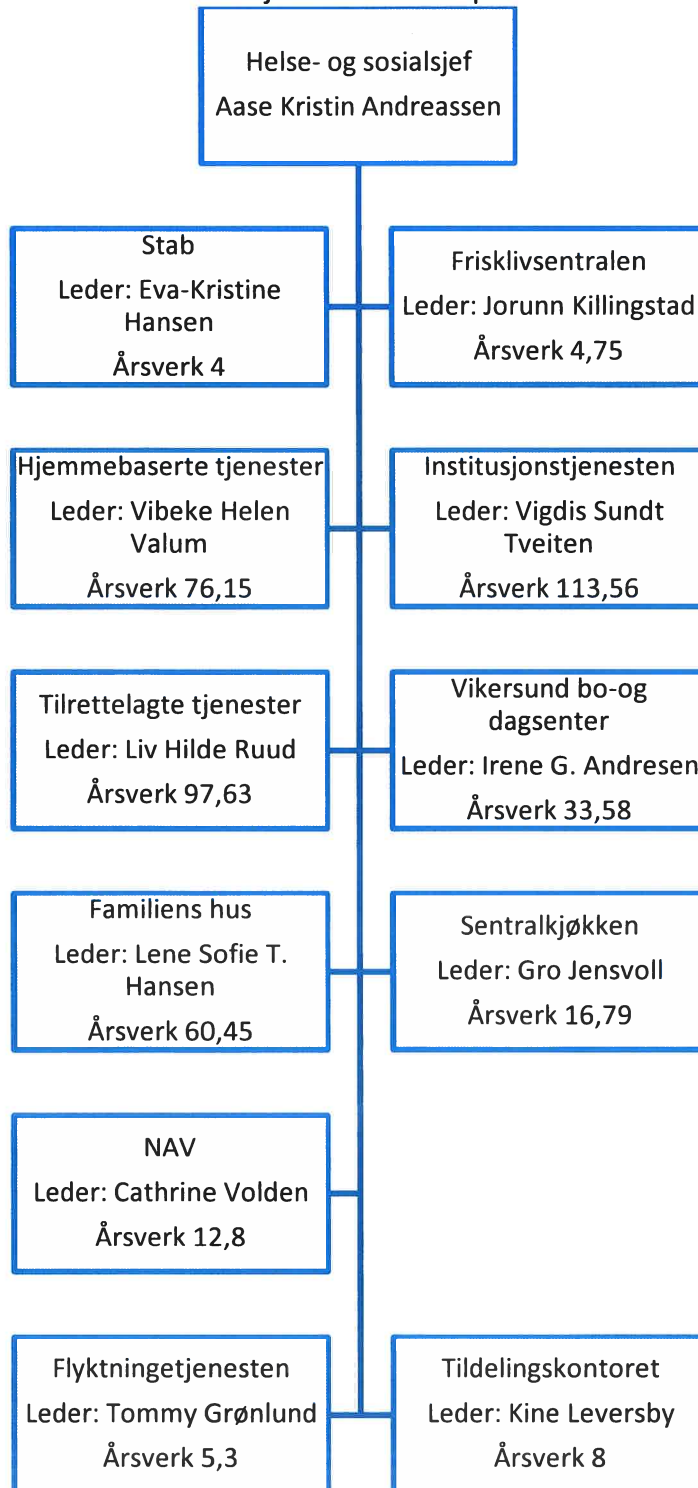 Helse- og sosialsjef
Aase Kristin Andreassen
Stab
Leder: Eva-Kristine
Hansen
Årsverk 4
Frisklivsentralen
Leder: Jorunn Killingstad
Årsverk 4,75
Hjemmebaserte tjenester
Leder: Vibeke Helen
Valum
Årsverk 76,15
Institusjonstjenesten
Leder: Vigdis Sundt
Tveiten
Årsverk 113,56
Tilrettelagte tjenester
Leder: Liv Hilde Ruud
Årsverk 97,63
Vikersund bo-og
dagsenter
Leder: Irene G. Andresen
Årsverk 33,58
Familiens hus
Leder: Lene Sofie T.
Hansen
Årsverk 60,45
Sentralkjøkken
Leder: Gro Jensvoll
Årsverk 16,79
NAV
Leder: Cathrine Volden
Årsverk 12,8
Flyktningetjenesten
Leder: Tommy Grønlund
Årsverk 5,3
Tildelingskontoret
Leder: Kine Leversby
Årsverk 8